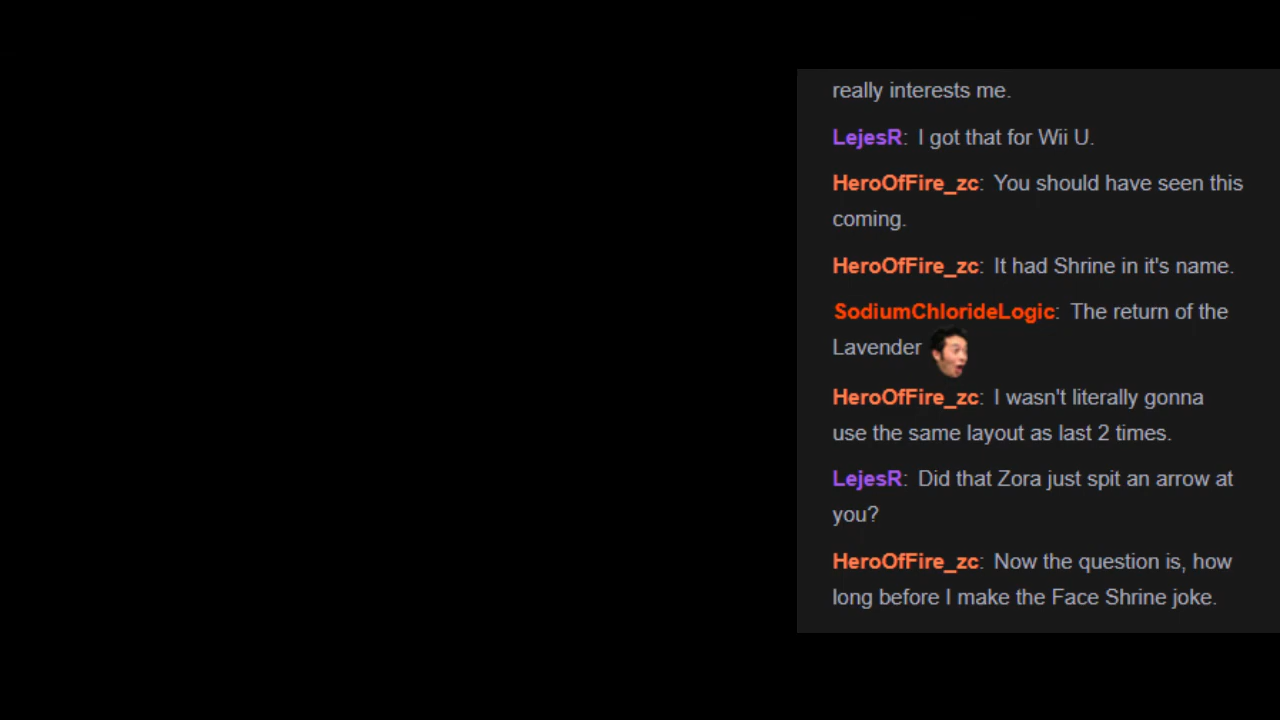 really interests me.
LejesR: I got that for Wii U.
HeroOfFire_zc: You should have seen this
coming.
HeroOfFire_zc: It had Shrine in it's name.
SodiumChlorideLogic: The return of the
Lavender
HeroOfFire_zc: I wasn't literally gonna
use the same layout as last 2 times.
LejesR: Did that Zora just spit an arrow at
you?
HeroOfFire_zc: Now the question is, how
long before I make the Face Shrine joke.